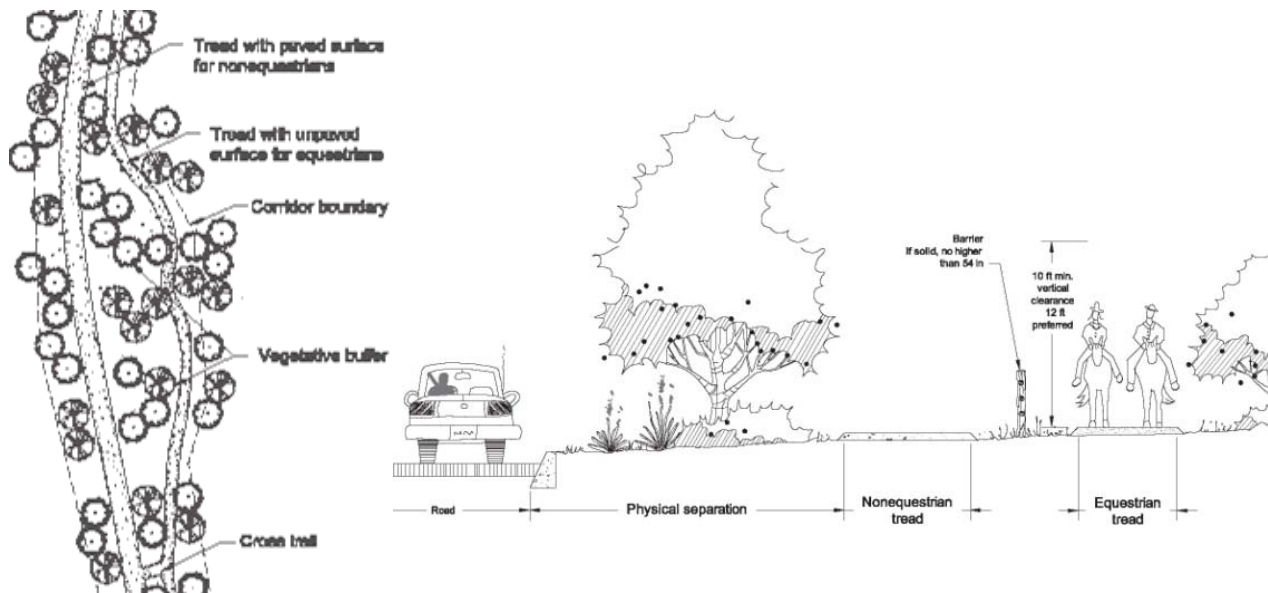 Tread with paved surface
for nonequestrians
Tread with unpaved
surface for equestrians
Corridor boundary
Vegetative buffer
Cross trail
Barrier
If solid, no higher
than 54 in
10 ft min.
vertical
clearance
12 ft
preferred
Road
Physical separation
Nonequestrian
tread
Equestrian
tread